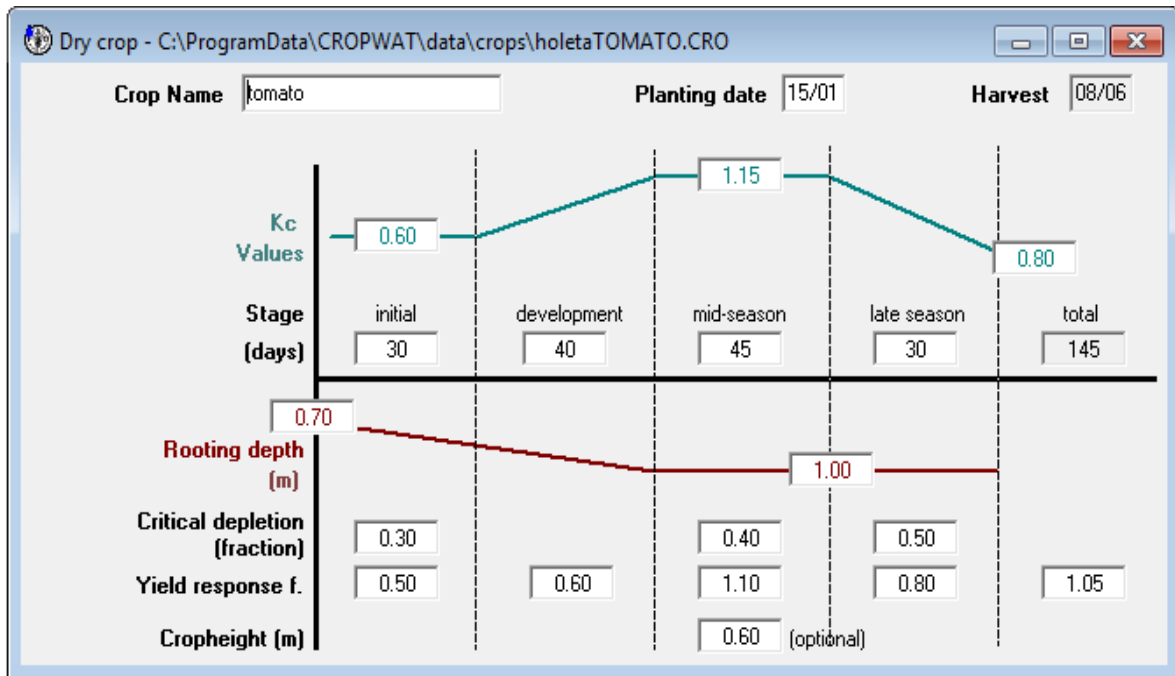 Dry crop - C:\ProgramData\CROPWAT\data\crops\holetaTOMATO.CRO
Crop Name tomato Planting date 15/01 Harvest 08/06
1.15
Kc 0.60
Values 0.80
Stage initial development mid-season late season total
(days) 30 40 45 30 145
0.70
Rooting depth 1.00
(m)
Critical depletion
(fraction) 0.30 0.40 0.50
Yield response f. 0.50 0.60 1.10 0.80 1.05
Cropheight (m) 0.60 (optional)